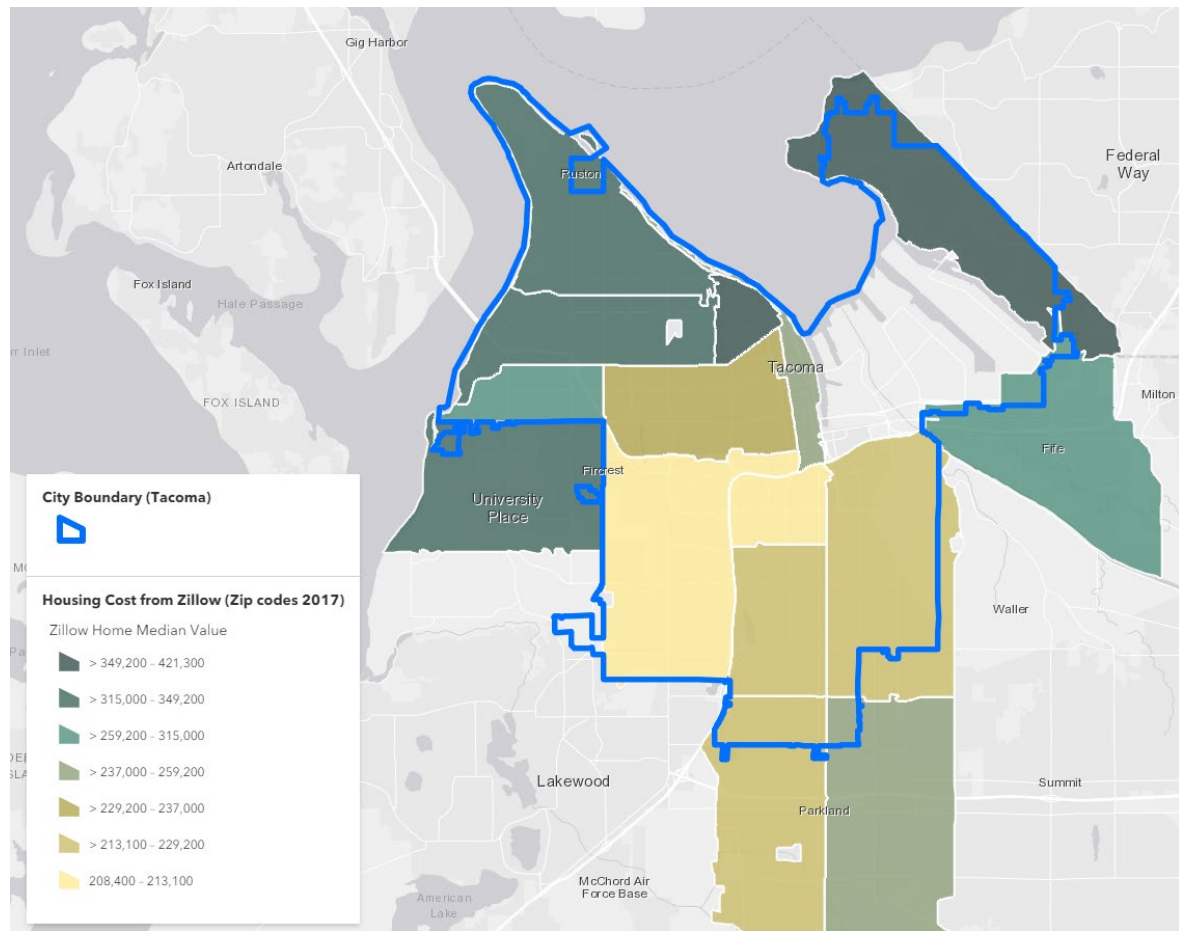 Gig Harbor
Artondale
Ruston
Federal
Way
Fox Island
Hale Passage
FOX ISLAND
Tacoma
Milton
Fife
Fircrest
University
Place
Waller
Lakewood
Summit
Parkland
McChord Air
Force Base
American
Lake
City Boundary (Tacoma)
Housing Cost from Zillow (Zip codes 2017)
Zillow Home Median Value
> 349,200 - 421,300
> 315,000 - 349,200
> 259,200 - 315,000
> 237,000 - 259,200
> 229,200 - 237,000
> 213,100 - 229,200
208,400 - 213,100